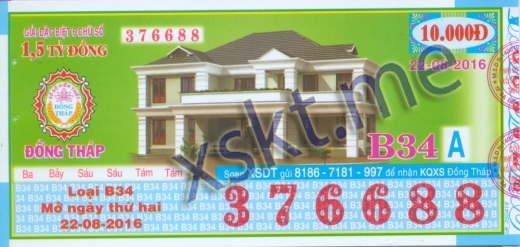 GIẢI ĐẶC BIỆT 6 CHỮ SỐ
1,5 TỶ ĐỒNG
376688
10.000Đ
22-08-2016
ĐỒNG THÁP
ĐỒNG THÁP
xskt.me
B34 A
Ba Bảy Sáu Sáu Tám Tám
Soạn XSDT gửi 8186 - 7181 - 997 để nhận KQXS Đồng Tháp
Loại B34
Mở ngày thứ hai
22-08-2016
376688